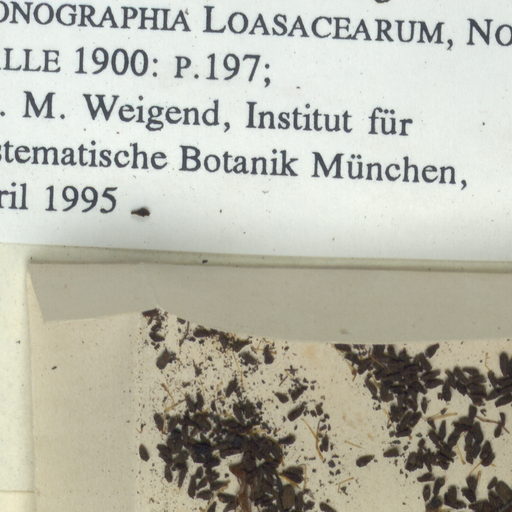 ONOGRAPHIA LOASACEARUM, NO
LLE 1900: P.197;
. M. Weigend, Institut für
stematische Botanik München,
ril 1995